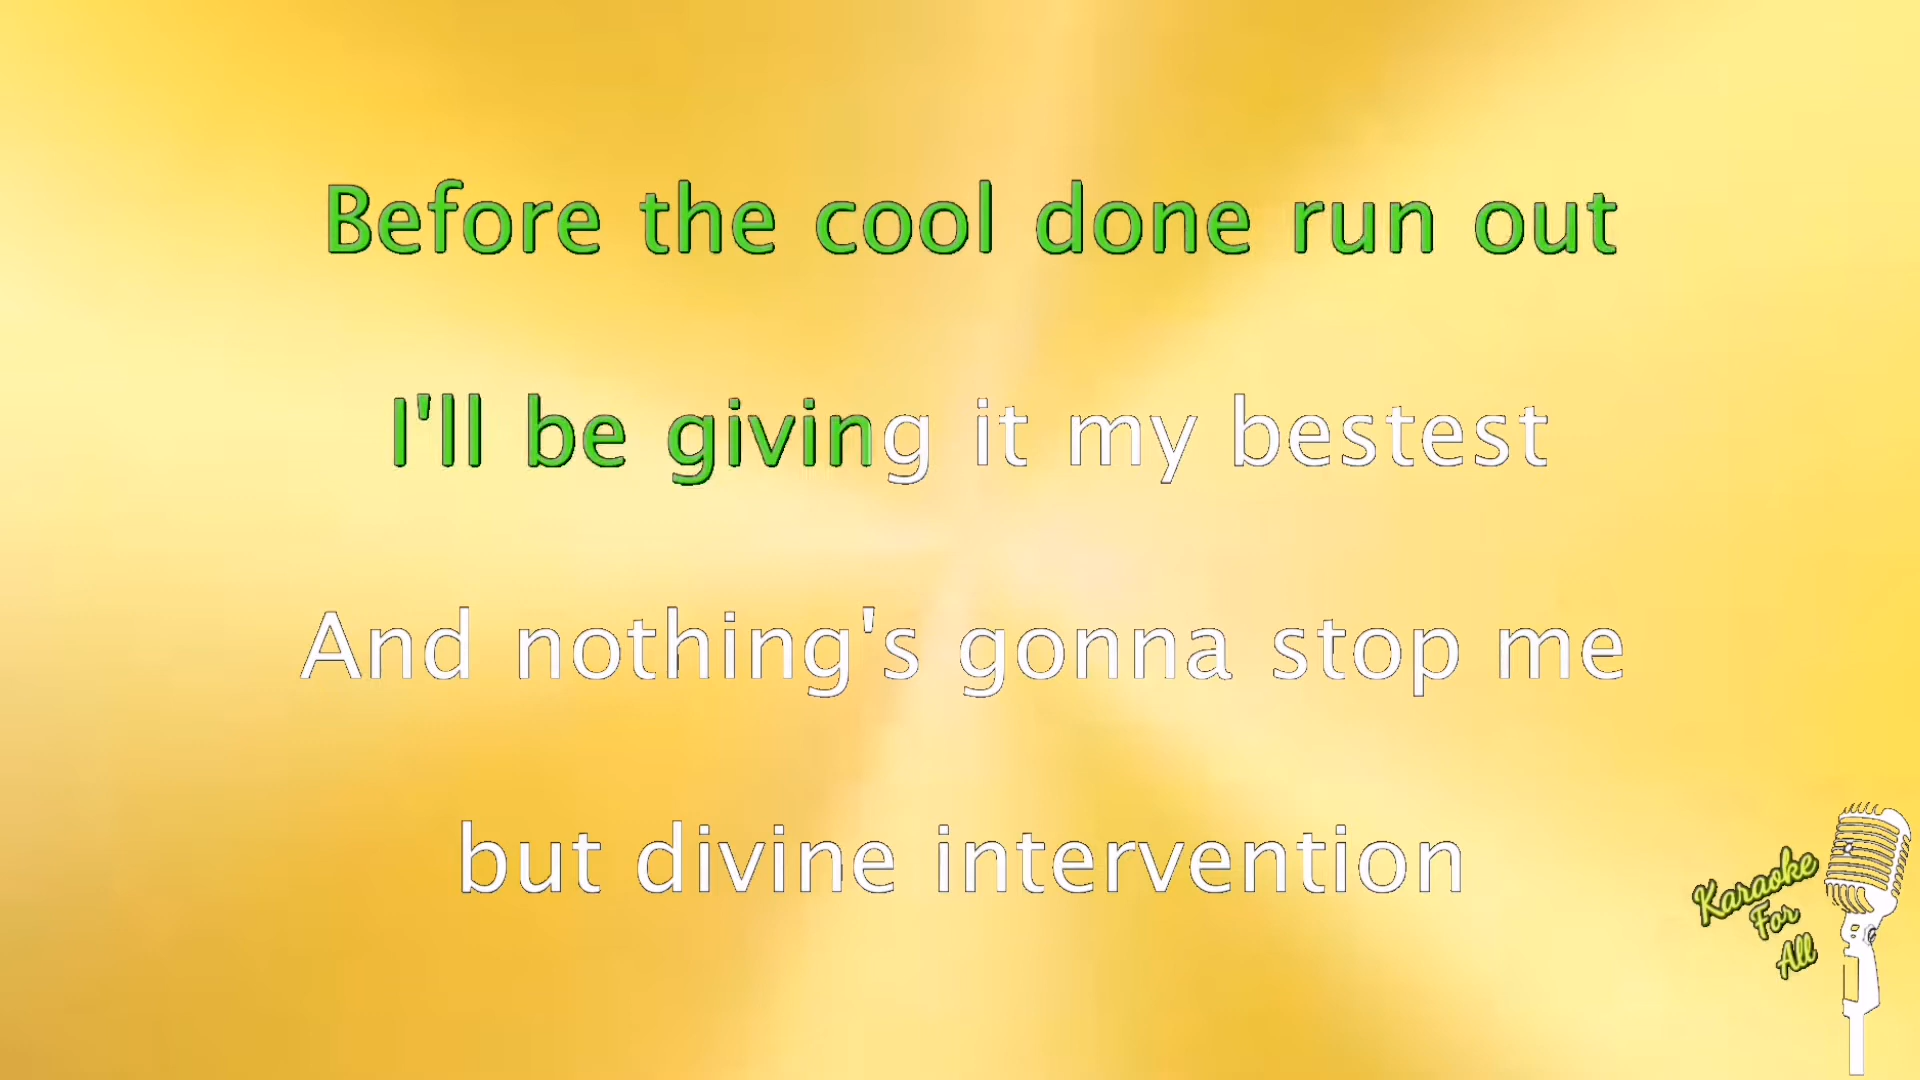 Before the cool done run out
I'll be giving it my bestest
And nothing's gonna stop me
but divine intervention
Karaoke
For
All